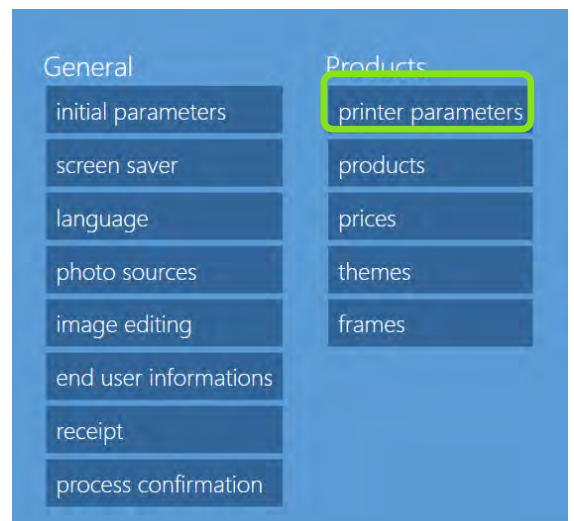 General
initial parameters
screen saver
language
photo sources
image editing
end user informations
receipt
process confirmation
Products
printer parameters
products
prices
themes
frames